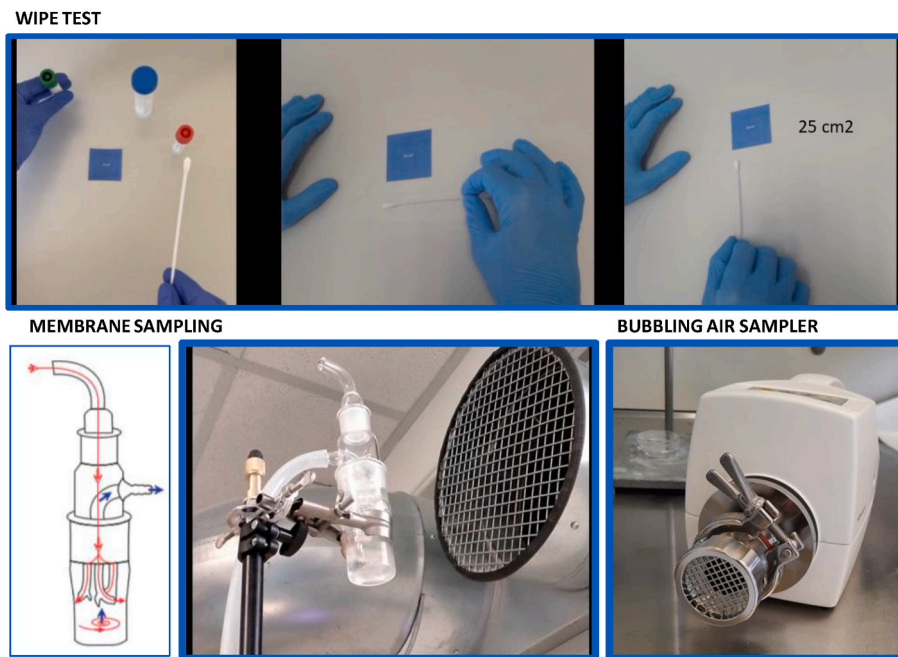 WIPE TEST
25 cm2
MEMBRANE SAMPLING
BUBBLING AIR SAMPLER